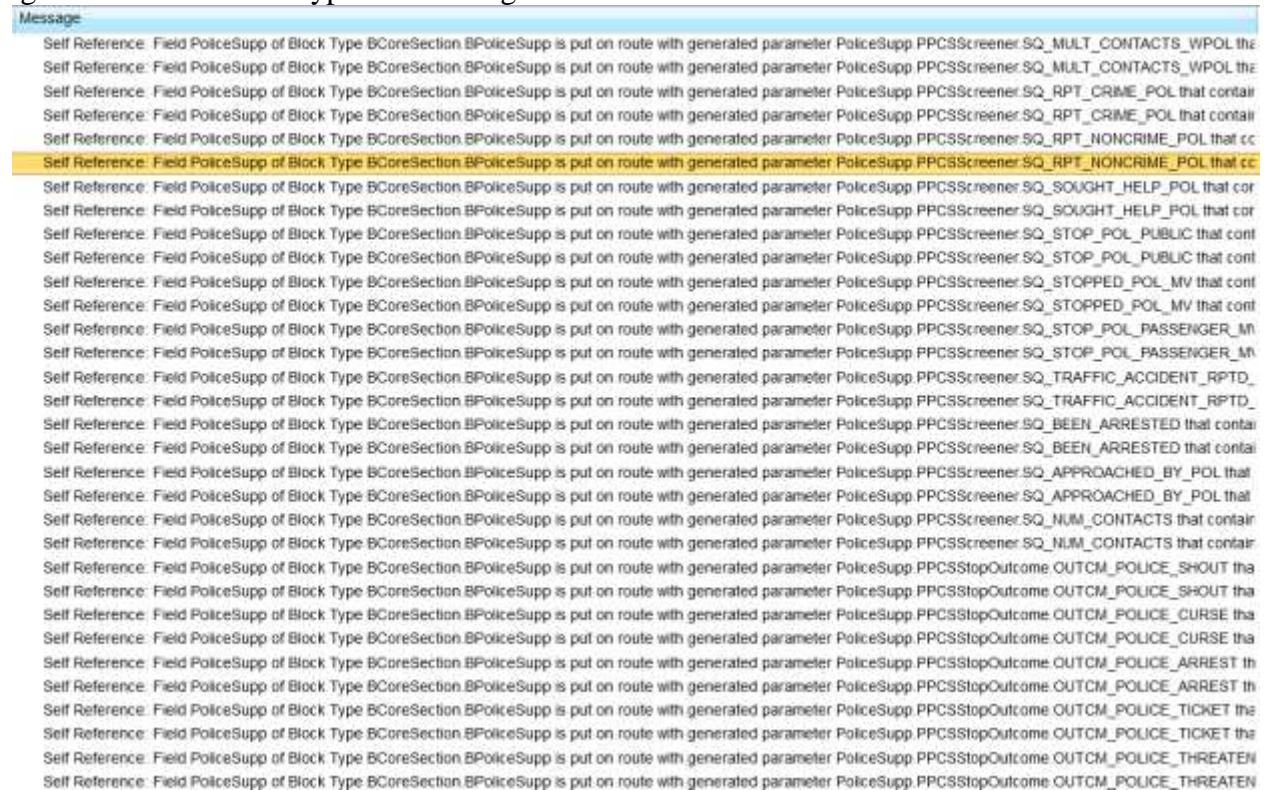 Message
Self Reference: Field PoliceSupp of Block Type BCoreSection.BPoliceSupp is put on route with generated parameter PoliceSupp.PPCSScreener.SQ_MULT_CONTACTS_WPOL tha
Self Reference: Field PoliceSupp of Block Type BCoreSection.BPoliceSupp is put on route with generated parameter PoliceSupp.PPCSScreener.SQ_MULT_CONTACTS_WPOL tha
Self Reference: Field PoliceSupp of Block Type BCoreSection.BPoliceSupp is put on route with generated parameter PoliceSupp.PPCSScreener.SQ_RPT_CRIME_POL that contair
Self Reference: Field PoliceSupp of Block Type BCoreSection.BPoliceSupp is put on route with generated parameter PoliceSupp.PPCSScreener.SQ_RPT_CRIME_POL that contair
Self Reference: Field PoliceSupp of Block Type BCoreSection.BPoliceSupp is put on route with generated parameter PoliceSupp.PPCSScreener.SQ_RPT_NONCRIME_POL that cc
Self Reference: Field PoliceSupp of Block Type BCoreSection.BPoliceSupp is put on route with generated parameter PoliceSupp.PPCSScreener.SQ_RPT_NONCRIME_POL that cc
Self Reference: Field PoliceSupp of Block Type BCoreSection.BPoliceSupp is put on route with generated parameter PoliceSupp.PPCSScreener.SQ_SOUGHT_HELP_POL that cor
Self Reference: Field PoliceSupp of Block Type BCoreSection.BPoliceSupp is put on route with generated parameter PoliceSupp.PPCSScreener.SQ_SOUGHT_HELP_POL that cor
Self Reference: Field PoliceSupp of Block Type BCoreSection.BPoliceSupp is put on route with generated parameter PoliceSupp.PPCSScreener.SQ_STOP_POL_PUBLIC that cont
Self Reference: Field PoliceSupp of Block Type BCoreSection.BPoliceSupp is put on route with generated parameter PoliceSupp.PPCSScreener.SQ_STOP_POL_PUBLIC that cont
Self Reference: Field PoliceSupp of Block Type BCoreSection.BPoliceSupp is put on route with generated parameter PoliceSupp.PPCSScreener.SQ_STOPPED_POL_MV that cont
Self Reference: Field PoliceSupp of Block Type BCoreSection.BPoliceSupp is put on route with generated parameter PoliceSupp.PPCSScreener.SQ_STOPPED_POL_MV that cont
Self Reference: Field PoliceSupp of Block Type BCoreSection.BPoliceSupp is put on route with generated parameter PoliceSupp.PPCSScreener.SQ_STOP_POL_PASSENGER_M\
Self Reference: Field PoliceSupp of Block Type BCoreSection.BPoliceSupp is put on route with generated parameter PoliceSupp.PPCSScreener.SQ_STOP_POL_PASSENGER_M\
Self Reference: Field PoliceSupp of Block Type BCoreSection.BPoliceSupp is put on route with generated parameter PoliceSupp.PPCSScreener.SQ_TRAFFIC_ACCIDENT_RPTD_
Self Reference: Field PoliceSupp of Block Type BCoreSection.BPoliceSupp is put on route with generated parameter PoliceSupp.PPCSScreener.SQ_TRAFFIC_ACCIDENT_RPTD_
Self Reference: Field PoliceSupp of Block Type BCoreSection.BPoliceSupp is put on route with generated parameter PoliceSupp.PPCSScreener.SQ_BEEN_ARRESTED that contai
Self Reference: Field PoliceSupp of Block Type BCoreSection.BPoliceSupp is put on route with generated parameter PoliceSupp.PPCSScreener.SQ_BEEN_ARRESTED that contai
Self Reference: Field PoliceSupp of Block Type BCoreSection.BPoliceSupp is put on route with generated parameter PoliceSupp.PPCSScreener.SQ_APPROACHED_BY_POL that
Self Reference: Field PoliceSupp of Block Type BCoreSection.BPoliceSupp is put on route with generated parameter PoliceSupp.PPCSScreener.SQ_APPROACHED_BY_POL that
Self Reference: Field PoliceSupp of Block Type BCoreSection.BPoliceSupp is put on route with generated parameter PoliceSupp.PPCSScreener.SQ_NUM_CONTACTS that contair
Self Reference: Field PoliceSupp of Block Type BCoreSection.BPoliceSupp is put on route with generated parameter PoliceSupp.PPCSScreener.SQ_NUM_CONTACTS that contair
Self Reference: Field PoliceSupp of Block Type BCoreSection.BPoliceSupp is put on route with generated parameter PoliceSupp.PPCSStopOutcome.OUTCM_POLICE_SHOUT tha
Self Reference: Field PoliceSupp of Block Type BCoreSection.BPoliceSupp is put on route with generated parameter PoliceSupp.PPCSStopOutcome.OUTCM_POLICE_SHOUT tha
Self Reference: Field PoliceSupp of Block Type BCoreSection.BPoliceSupp is put on route with generated parameter PoliceSupp.PPCSStopOutcome.OUTCM_POLICE_CURSE tha
Self Reference: Field PoliceSupp of Block Type BCoreSection.BPoliceSupp is put on route with generated parameter PoliceSupp.PPCSStopOutcome.OUTCM_POLICE_CURSE tha
Self Reference: Field PoliceSupp of Block Type BCoreSection.BPoliceSupp is put on route with generated parameter PoliceSupp.PPCSStopOutcome.OUTCM_POLICE_ARREST th
Self Reference: Field PoliceSupp of Block Type BCoreSection.BPoliceSupp is put on route with generated parameter PoliceSupp.PPCSStopOutcome.OUTCM_POLICE_ARREST th
Self Reference: Field PoliceSupp of Block Type BCoreSection.BPoliceSupp is put on route with generated parameter PoliceSupp.PPCSStopOutcome.OUTCM_POLICE_TICKET tha
Self Reference: Field PoliceSupp of Block Type BCoreSection.BPoliceSupp is put on route with generated parameter PoliceSupp.PPCSStopOutcome.OUTCM_POLICE_TICKET tha
Self Reference: Field PoliceSupp of Block Type BCoreSection.BPoliceSupp is put on route with generated parameter PoliceSupp.PPCSStopOutcome.OUTCM_POLICE_THREATEN
Self Reference: Field PoliceSupp of Block Type BCoreSection.BPoliceSupp is put on route with generated parameter PoliceSupp.PPCSStopOutcome.OUTCM_POLICE_THREATEN